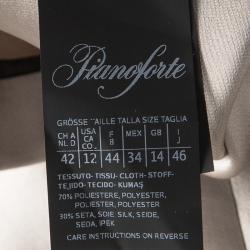 Pianoforte
GRÖSSE TAILLE TALLA SIZE TAGLIA
CH A USA F MEX GB I
NL D CA CO... AM J
42 12 44 34 14 46
TESSUTO-TISSU-CLOTH-STOFF-
TEJIDO-TECIDO-KUMAŞ
70% POLIESTERE, POLYESTER,
POLIESTER, POLYESTER
30% SETA, SOIE, SILK, SEIDE,
SEDA, IPEK
CARE INSTRUCTIONS ON REVERSE